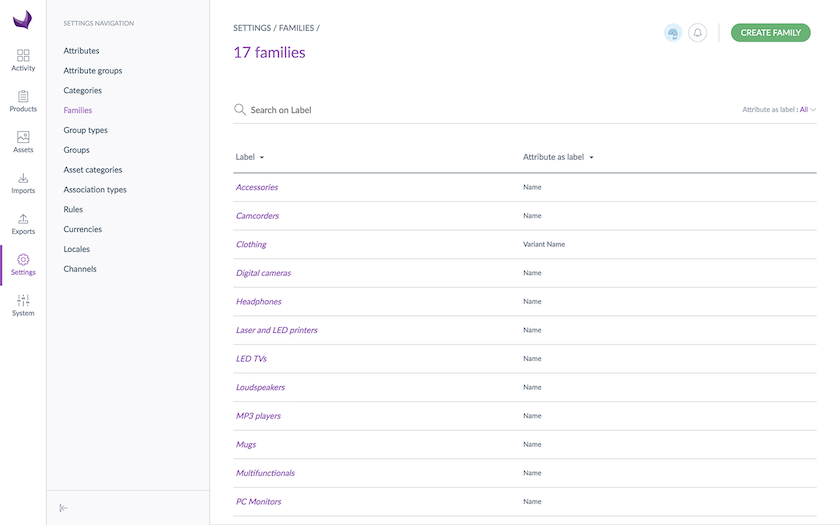 Activity
Products
Assets
Imports
Exports
Settings
System
SETTINGS NAVIGATION
Attributes
Attribute groups
Categories
Families
Group types
Groups
Asset categories
Association types
Rules
Currencies
Locales
Channels
SETTINGS / FAMILIES /
CREATE FAMILY
17 families
Search on Label
Attribute as label : All
Label Attribute as label
Accessories Name
Camcorders Name
Clothing Variant Name
Digital cameras Name
Headphones Name
Laser and LED printers Name
LED TVs Name
Loudspeakers Name
MP3 players Name
Mugs Name
Multifunctionals Name
PC Monitors Name